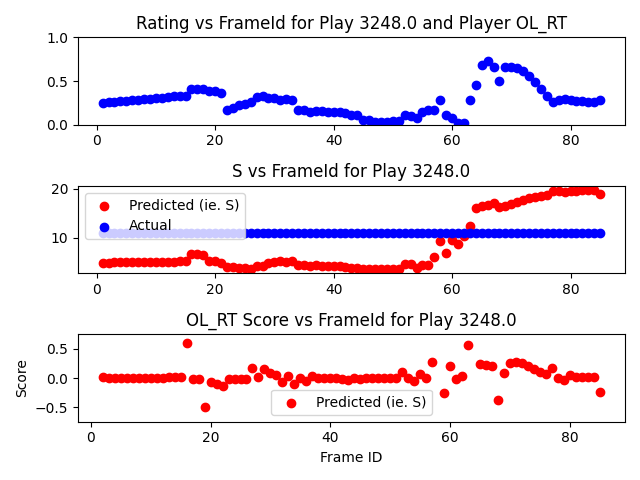 Rating vs FrameId for Play 3248.0 and Player OL_RT
1.0
0.5
0.0
0 20 40 60 80
S vs FrameId for Play 3248.0
20
10
Predicted (ie. S)
Actual
0 20 40 60 80
OL_RT Score vs FrameId for Play 3248.0
Score
0.5
0.0
−0.5
Predicted (ie. S)
0 20 40 60 80
Frame ID